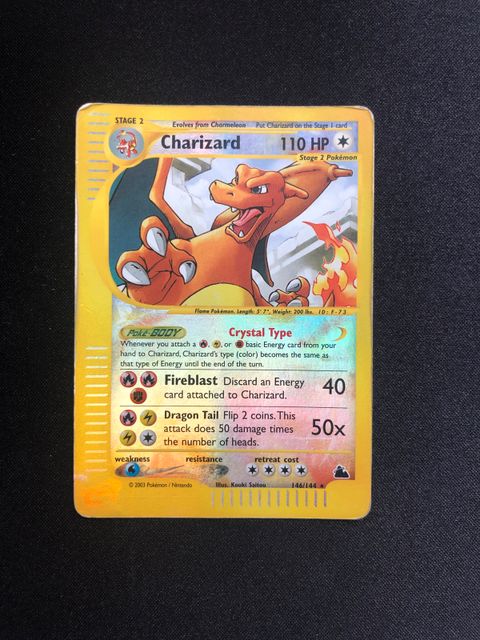 STAGE 2 Evolves from Charmeleon Put Charizard on the Stage 1 card
Charizard 110 HP
Stage 2 Pokémon
Flame Pokémon, Length: 5' 7", Weight: 200 lbs. ID: F-73
Poké-BODY Crystal Type
Whenever you attach a , , or basic Energy card from your
hand to Charizard, Charizard's type (color) becomes the same as
that type of Energy until the end of the turn.
Fireblast Discard an Energy
card attached to Charizard. 40
Dragon Tail Flip 2 coins. This
attack does 50 damage times
the number of heads. 50x
weakness resistance retreat cost
© 2003 Pokémon / Nintendo Illus. Kouki Saitou 146/144